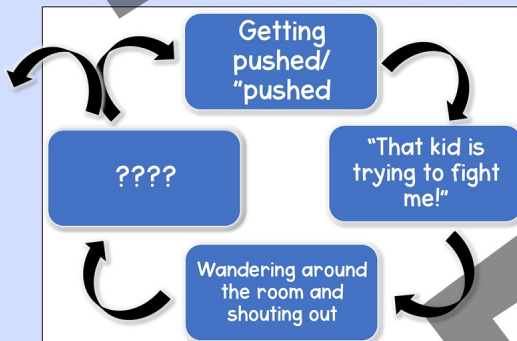 Getting
pushed/
"pushed
"That kid is
trying to fight
me!"
Wandering around
the room and
shouting out
????